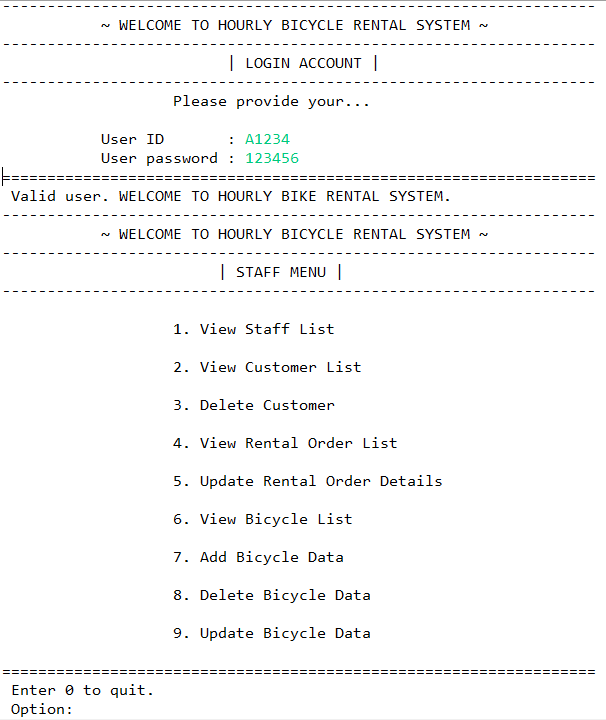 ------------------------------------------------------------------
~ WELCOME TO HOURLY BICYCLE RENTAL SYSTEM ~
------------------------------------------------------------------
| LOGIN ACCOUNT |
------------------------------------------------------------------
Please provide your...
User ID : A1234
User password : 123456
==================================================================
Valid user. WELCOME TO HOURLY BIKE RENTAL SYSTEM.
------------------------------------------------------------------
~ WELCOME TO HOURLY BICYCLE RENTAL SYSTEM ~
------------------------------------------------------------------
| STAFF MENU |
------------------------------------------------------------------
1. View Staff List
2. View Customer List
3. Delete Customer
4. View Rental Order List
5. Update Rental Order Details
6. View Bicycle List
7. Add Bicycle Data
8. Delete Bicycle Data
9. Update Bicycle Data
==================================================================
Enter 0 to quit.
Option: